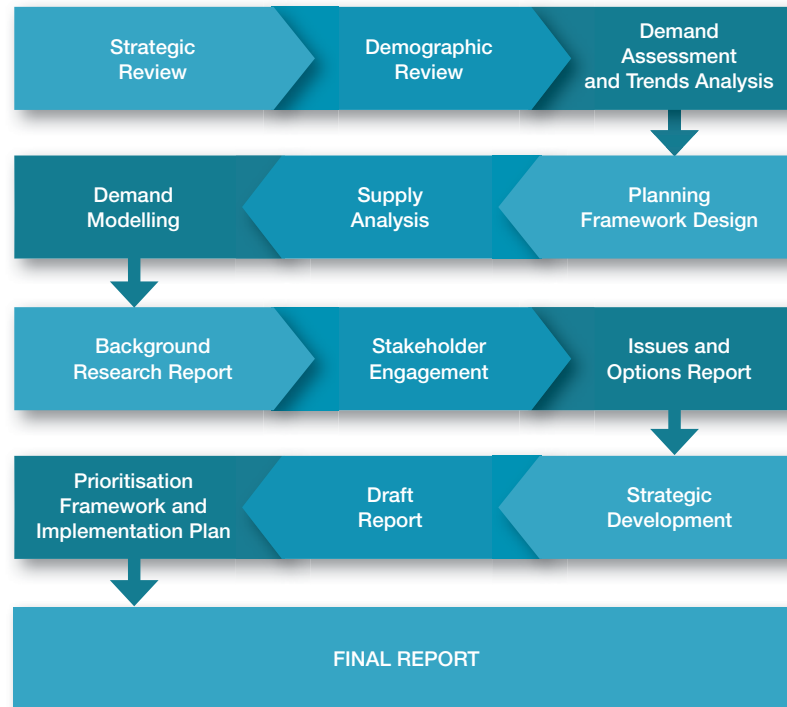 Strategic
Review
Demographic
Review
Demand
Assessment
and Trends Analysis
Planning
Framework Design
Supply
Analysis
Demand
Modelling
Background
Research Report
Stakeholder
Engagement
Issues and
Options Report
Strategic
Development
Draft
Report
Prioritisation
Framework and
Implementation Plan
FINAL REPORT